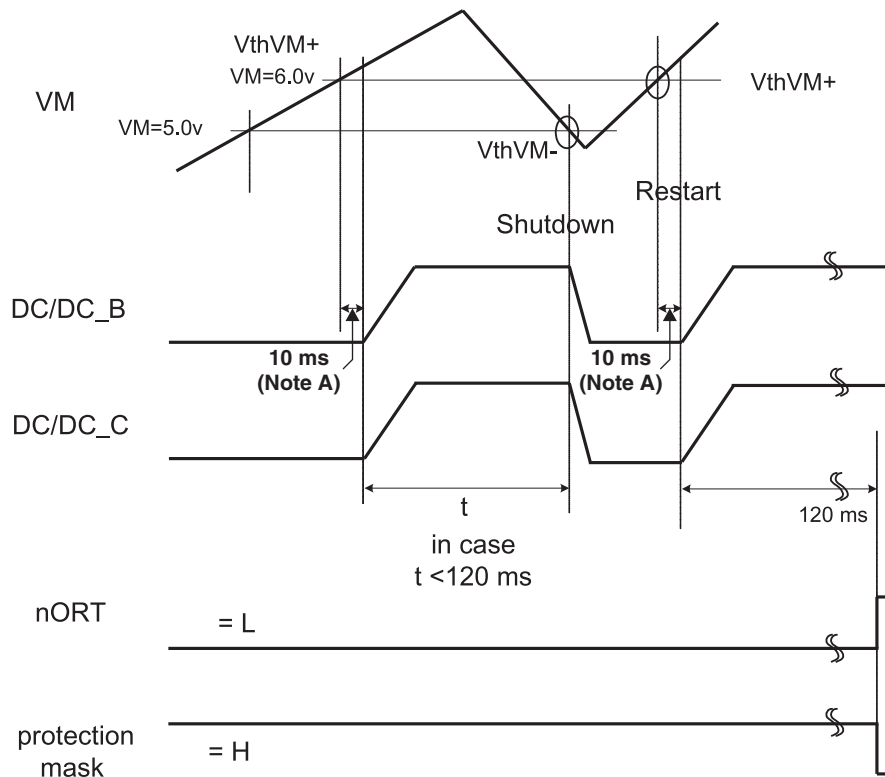 VthVM+
VM=6.0v
VM
VthVM+
VM=5.0v
VthVM-
Restart
Shutdown
DC/DC_B
10 ms
(Note A)
10 ms
(Note A)
DC/DC_C
t
120 ms
in case
t <120 ms
nORT
= L
protection
mask
= H